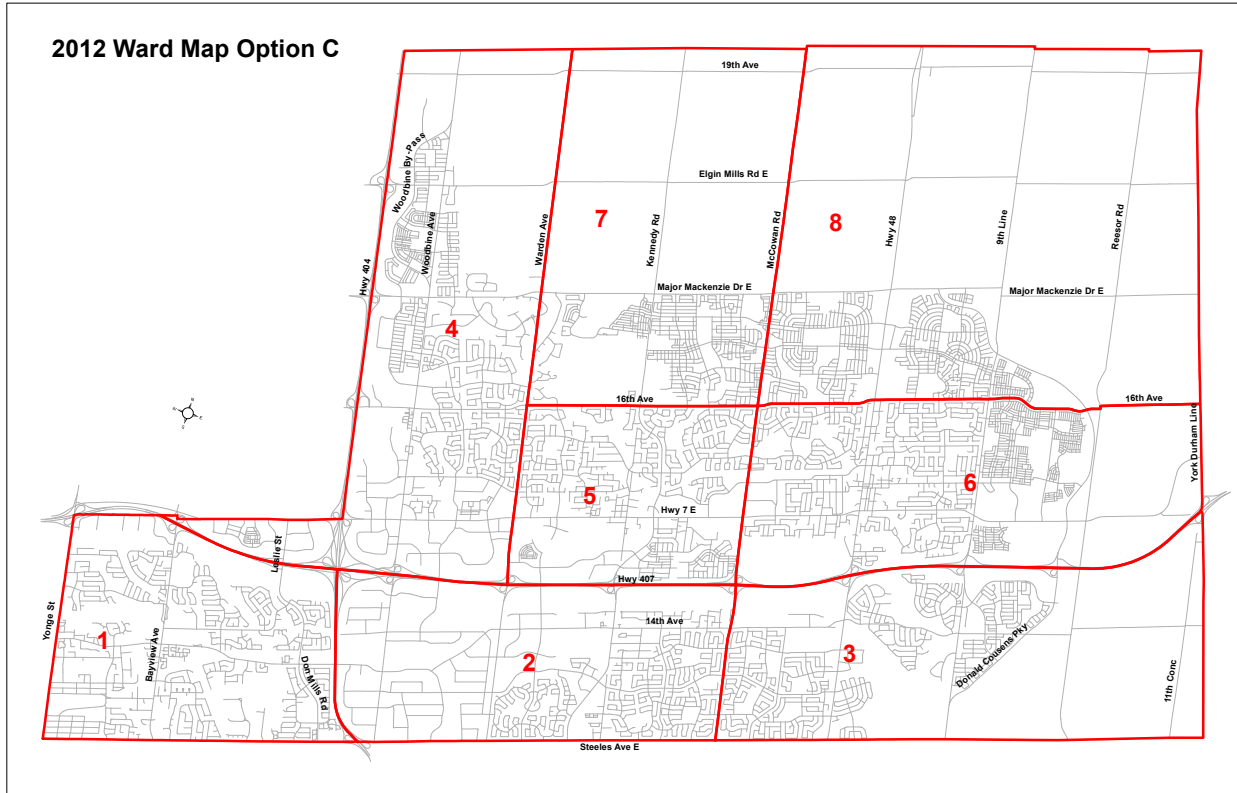 2012 Ward Map Option C
19th Ave
Woodbine By-Pass
Elgin Mills Rd E
7
8
Woodbine Ave
Warden Ave
Kennedy Rd
McCowan Rd
Hwy 48
9th Line
Reesor Rd
Hwy 404
Major Mackenzie Dr E
Major Mackenzie Dr E
4
16th Ave
16th Ave
York Durham Line
5
6
Hwy 7 E
Leslie St
Hwy 407
Yonge St
1
Bayview Ave
14th Ave
2
3
Don Mills Rd
Donald Cousens Pky
11th Conc
Steeles Ave E